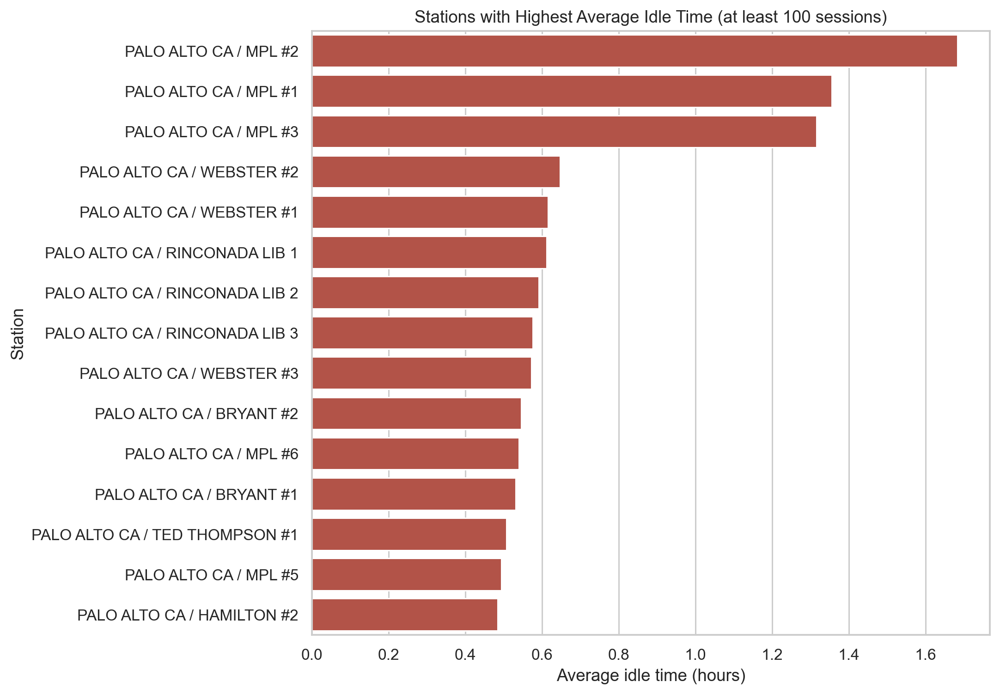 Stations with Highest Average Idle Time (at least 100 sessions)
PALO ALTO CA / MPL #2
PALO ALTO CA / MPL #1
PALO ALTO CA / MPL #3
PALO ALTO CA / WEBSTER #2
PALO ALTO CA / WEBSTER #1
PALO ALTO CA / RINCONADA LIB 1
PALO ALTO CA / RINCONADA LIB 2
PALO ALTO CA / RINCONADA LIB 3
PALO ALTO CA / WEBSTER #3
PALO ALTO CA / BRYANT #2
PALO ALTO CA / MPL #6
PALO ALTO CA / BRYANT #1
PALO ALTO CA / TED THOMPSON #1
PALO ALTO CA / MPL #5
PALO ALTO CA / HAMILTON #2
Station
0.0 0.2 0.4 0.6 0.8 1.0 1.2 1.4 1.6
Average idle time (hours)